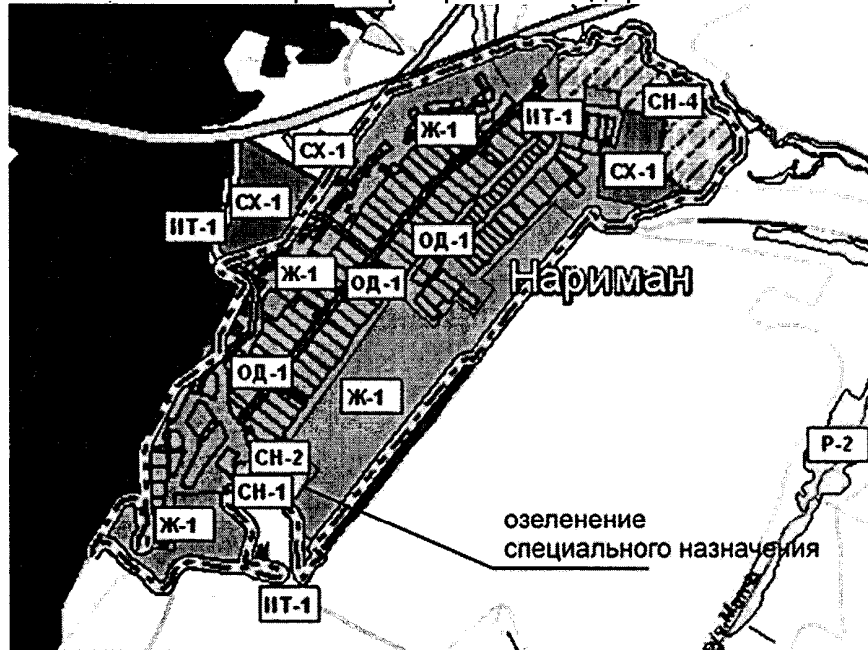 СН-4
Ж-1
ИТ-1
СХ-1
СХ-1
СХ-1
ИТ-1
ОД-1
Ж-1
ОД-1
Нариман
ОД-1
Ж-1
Р-2
СН-2
СН-1
Ж-1
озеленение
специального назначения
ИТ-1